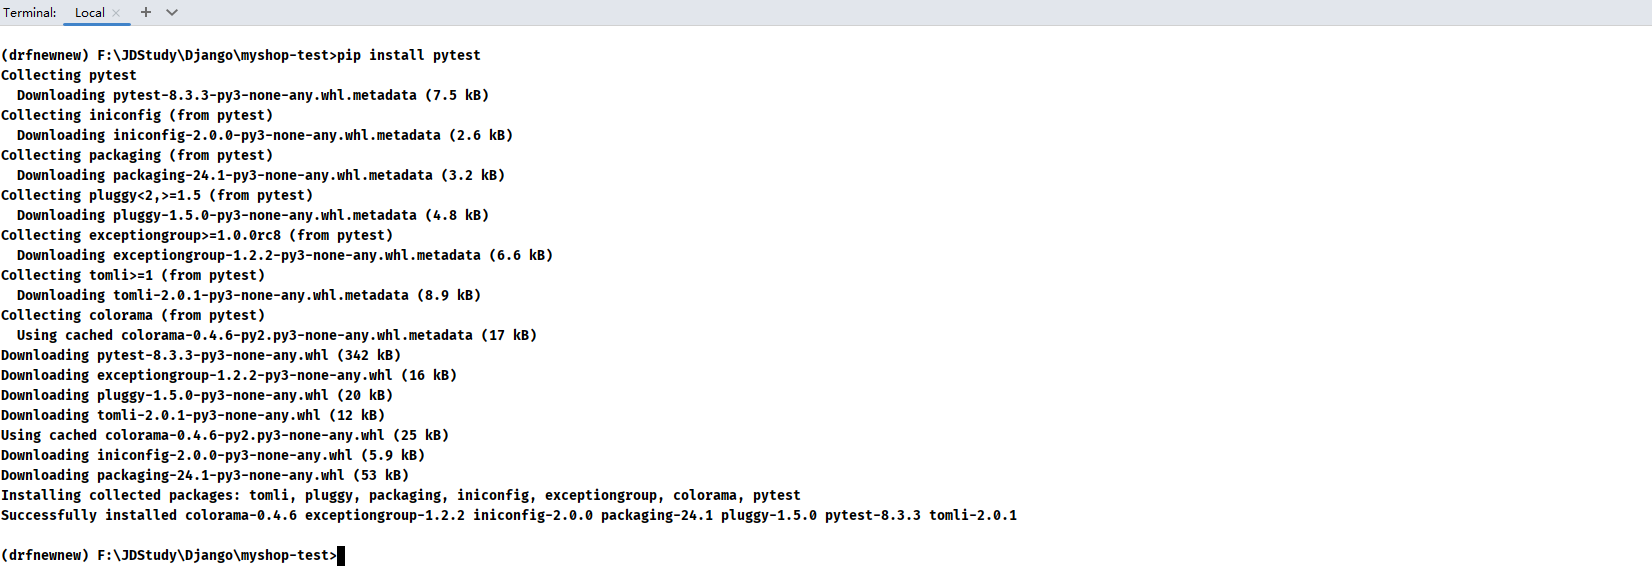 Terminal: Local × +
(drfnewnew) F:\JDStudy\Django\myshop-test>pip install pytest
Collecting pytest
  Downloading pytest-8.3.3-py3-none-any.whl.metadata (7.5 kB)
Collecting iniconfig (from pytest)
  Downloading iniconfig-2.0.0-py3-none-any.whl.metadata (2.6 kB)
Collecting packaging (from pytest)
  Downloading packaging-24.1-py3-none-any.whl.metadata (3.2 kB)
Collecting pluggy<2,>=1.5 (from pytest)
  Downloading pluggy-1.5.0-py3-none-any.whl.metadata (4.8 kB)
Collecting exceptiongroup>=1.0.0rc8 (from pytest)
  Downloading exceptiongroup-1.2.2-py3-none-any.whl.metadata (6.6 kB)
Collecting tomli>=1 (from pytest)
  Downloading tomli-2.0.1-py3-none-any.whl.metadata (8.9 kB)
Collecting colorama (from pytest)
  Using cached colorama-0.4.6-py2.py3-none-any.whl.metadata (17 kB)
Downloading pytest-8.3.3-py3-none-any.whl (342 kB)
Downloading exceptiongroup-1.2.2-py3-none-any.whl (16 kB)
Downloading pluggy-1.5.0-py3-none-any.whl (20 kB)
Downloading tomli-2.0.1-py3-none-any.whl (12 kB)
Using cached colorama-0.4.6-py2.py3-none-any.whl (25 kB)
Downloading iniconfig-2.0.0-py3-none-any.whl (5.9 kB)
Downloading packaging-24.1-py3-none-any.whl (53 kB)
Installing collected packages: tomli, pluggy, packaging, iniconfig, exceptiongroup, colorama, pytest
Successfully installed colorama-0.4.6 exceptiongroup-1.2.2 iniconfig-2.0.0 packaging-24.1 pluggy-1.5.0 pytest-8.3.3 tomli-2.0.1
(drfnewnew) F:\JDStudy\Django\myshop-test>